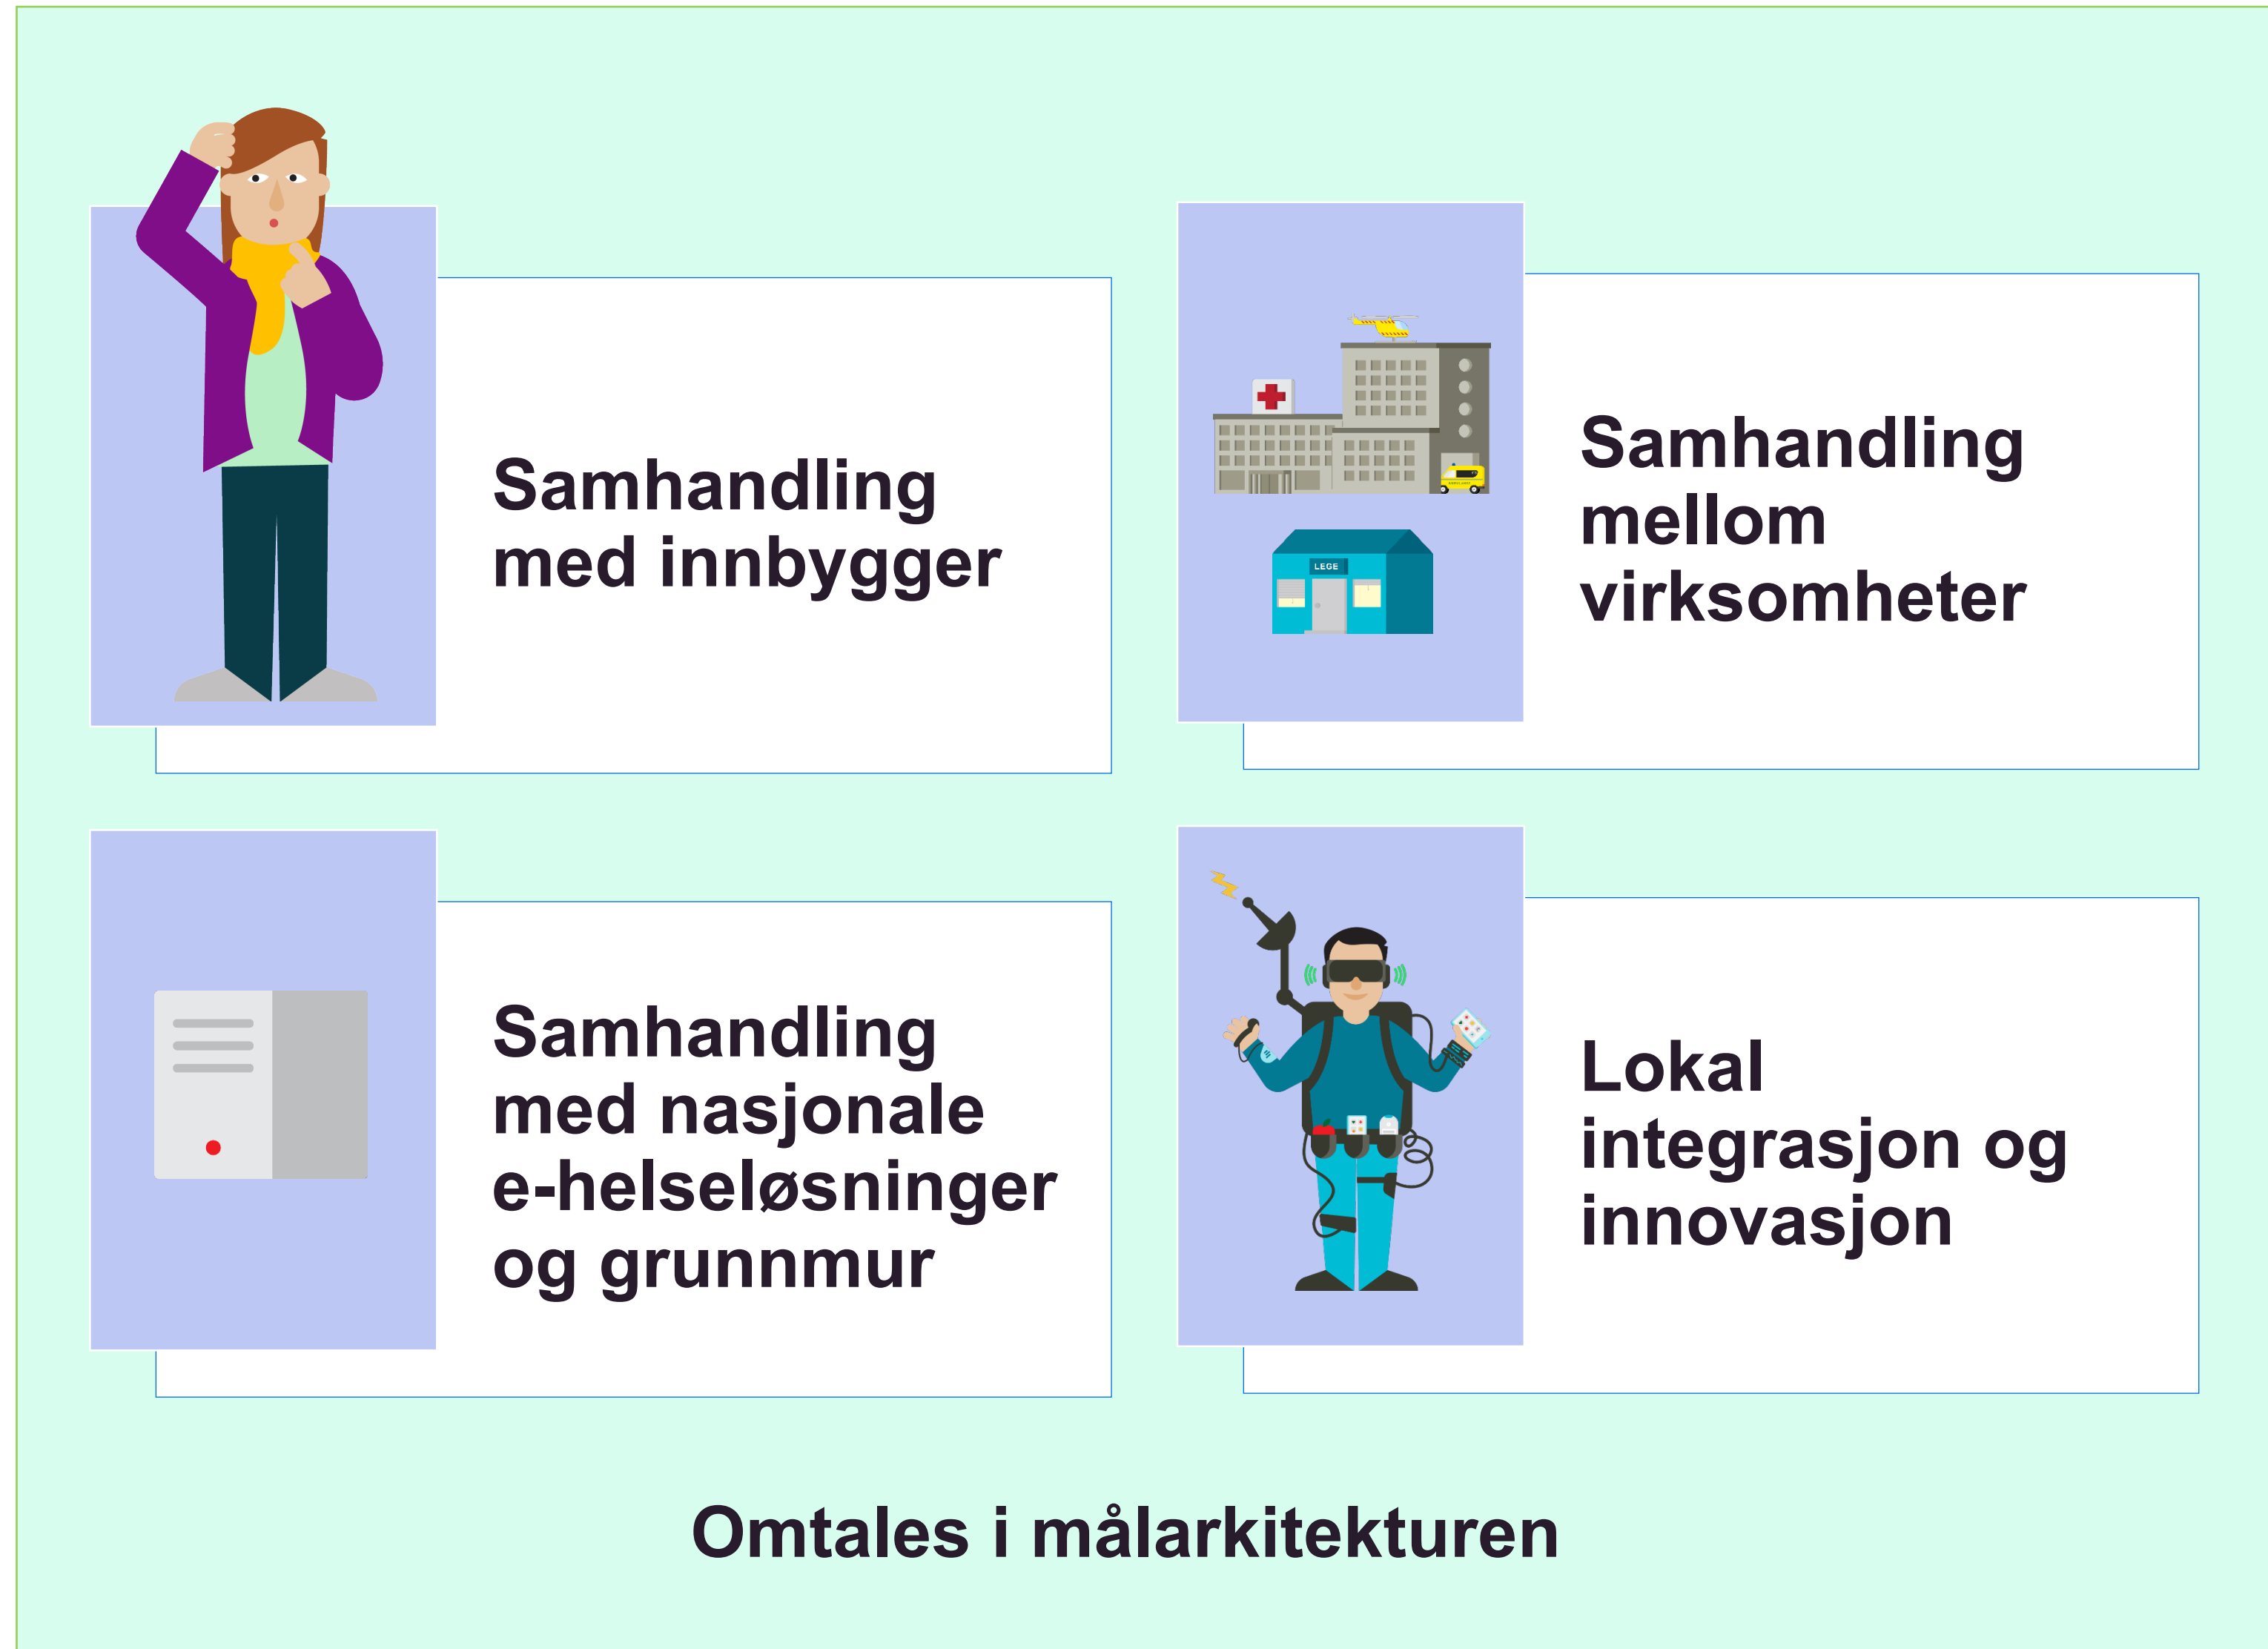 Samhandling
med innbygger
Samhandling
mellom
virksomheter
LEGE
Samhandling
med nasjonale
e-helseløsninger
og grunnmur
Lokal
integrasjon og
innovasjon
Omtales i målarkitekturen